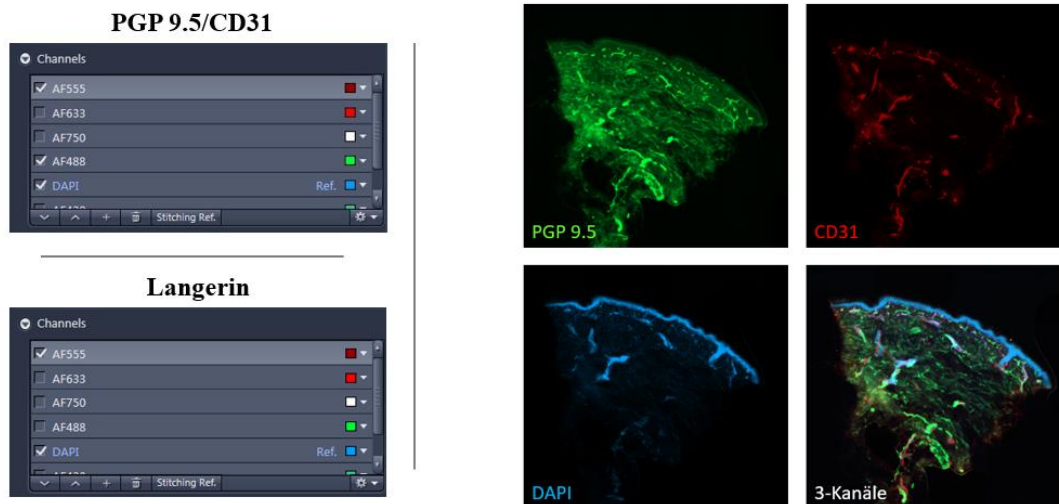 PGP 9.5/CD31
Channels
AF555
AF633
AF750
AF488
DAPI Ref.
Stitching Ref.
Langerin
Channels
AF555
AF633
AF750
AF488
DAPI Ref.
Stitching Ref.
PGP 9.5
CD31
DAPI
3-Kanäle